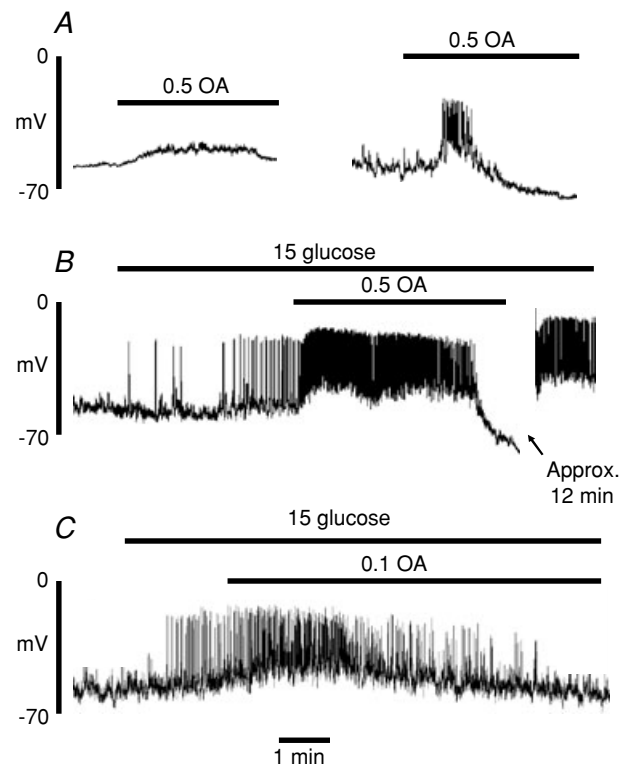 A
0
0.5 OA
0.5 OA
mV
-70
B
15 glucose
0
0.5 OA
mV
-70
Approx.
12 min
C
15 glucose
0
0.1 OA
mV
-70
1 min